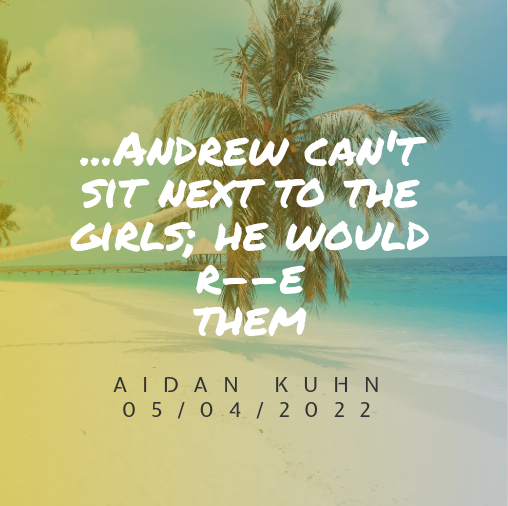 ...Andrew can't
sit next to the
girls; he would
r--e
them
AIDAN KUHN
05/04/2022